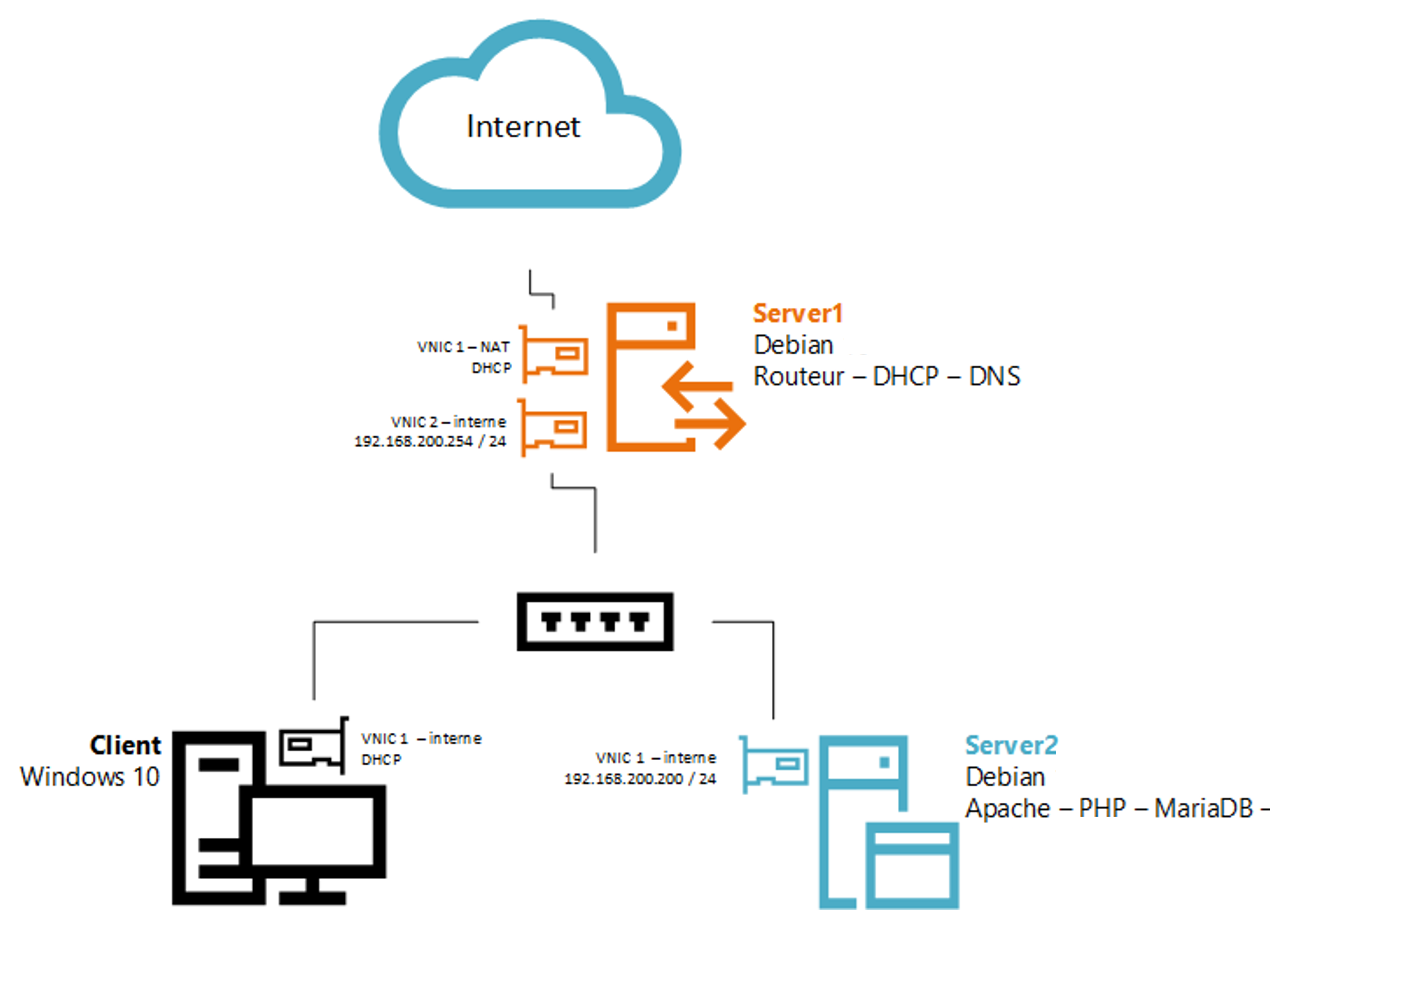 Internet
VNIC 1 – NAT
DHCP
VNIC 2 – interne
192.168.200.254 / 24
Server1
Debian
Routeur – DHCP – DNS
Client
Windows 10
VNIC 1 – interne
DHCP
VNIC 1 – interne
192.168.200.200 / 24
Server2
Debian
Apache – PHP – MariaDB –